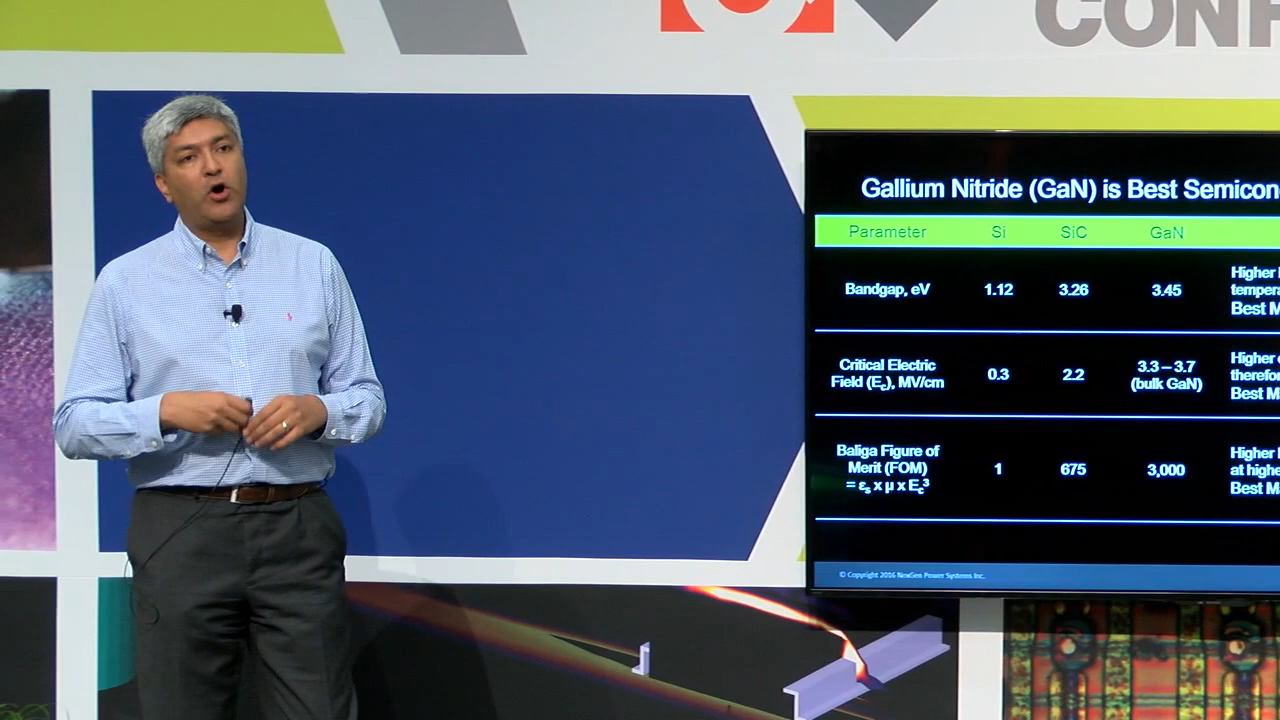 CONF
Gallium Nitride (GaN) is Best Semicon
Parameter Si SiC GaN
Bandgap, eV 1.12 3.26 3.45
Higher
tempera
Best M
Critical Electric
Field (Ec), MV/cm
0.3 2.2
3.3 – 3.7
(bulk GaN)
Higher
therefor
Best M
Baliga Figure of
Merit (FOM)
= εs x µ x Ec³
1 675 3,000
Higher
at highe
Best M
© Copyright 2016 NexGen Power Systems Inc.